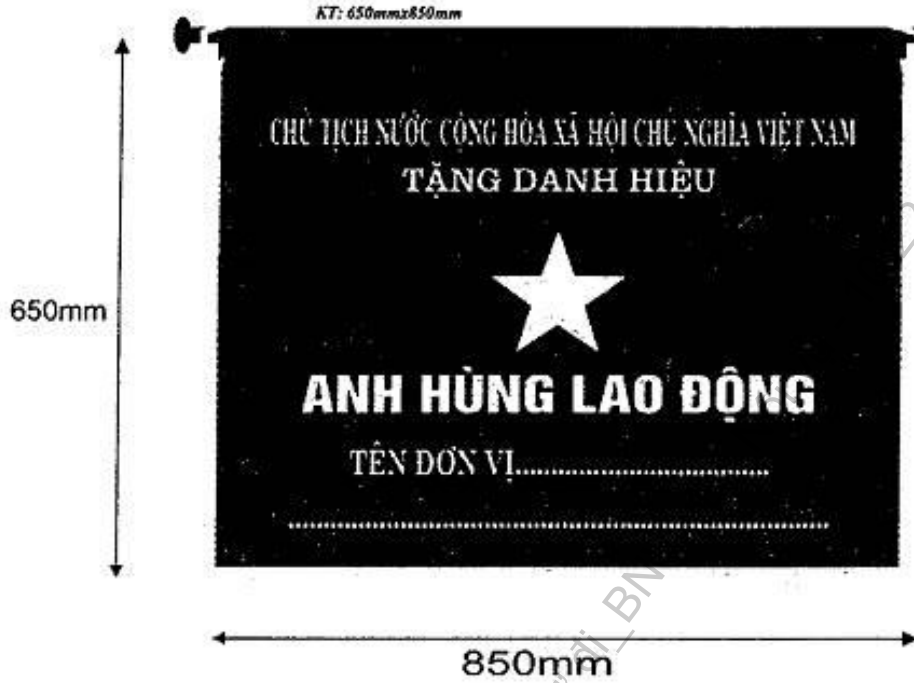 KT: 650mmx850mm
CHỦ TỊCH NƯỚC CỘNG HÒA XÃ HỘI CHỦ NGHĨA VIỆT NAM
TẶNG DANH HIỆU
650mm
ANH HÙNG LAO ĐỘNG
TÊN ĐƠN VỊ..................................
..........................................................................
850mm